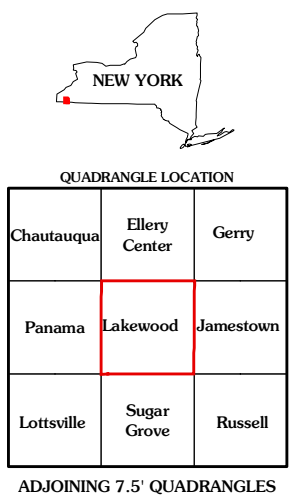 NEW YORK
QUADRANGLE LOCATION
Chautauqua
Ellery
Center
Gerry
Panama
Lakewood
Jamestown
Lottsville
Sugar
Grove
Russell
ADJOINING 7.5' QUADRANGLES